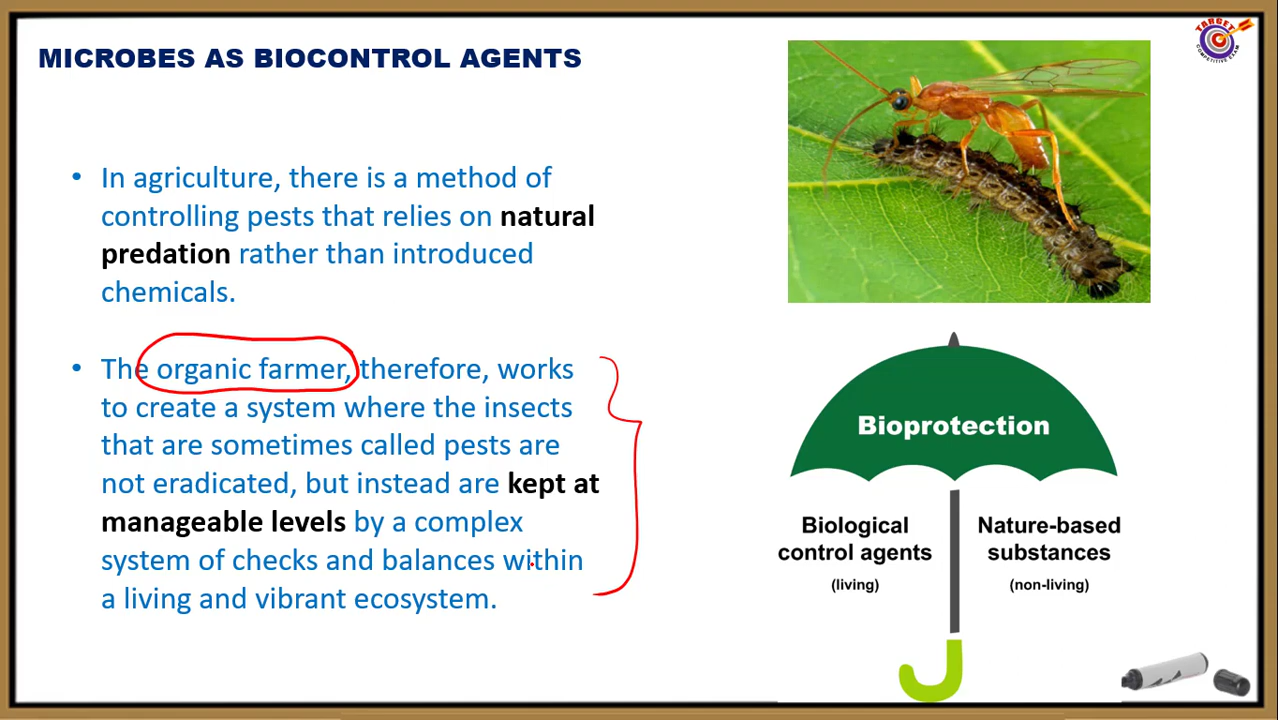 MICROBES AS BIOCONTROL AGENTS
• In agriculture, there is a method of
controlling pests that relies on natural
predation rather than introduced
chemicals.
• The organic farmer, therefore, works
to create a system where the insects
that are sometimes called pests are
not eradicated, but instead are kept at
manageable levels by a complex
system of checks and balances within
a living and vibrant ecosystem.
TARGET
COMPETITIVE EXAM
Bioprotection
Biological
control agents
(living)
Nature-based
substances
(non-living)